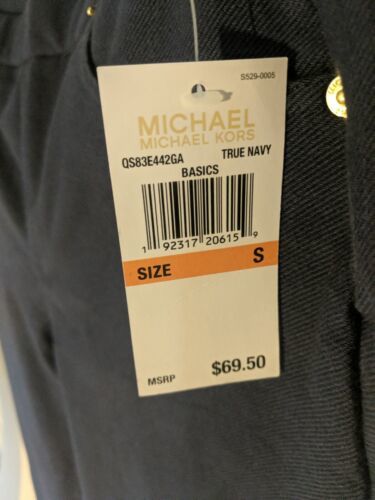 S529-0005
MICHAEL
MICHAEL KORS
QS83E442GA TRUE NAVY
BASICS
1 92317 20615 9
SIZE S
MSRP $69.50